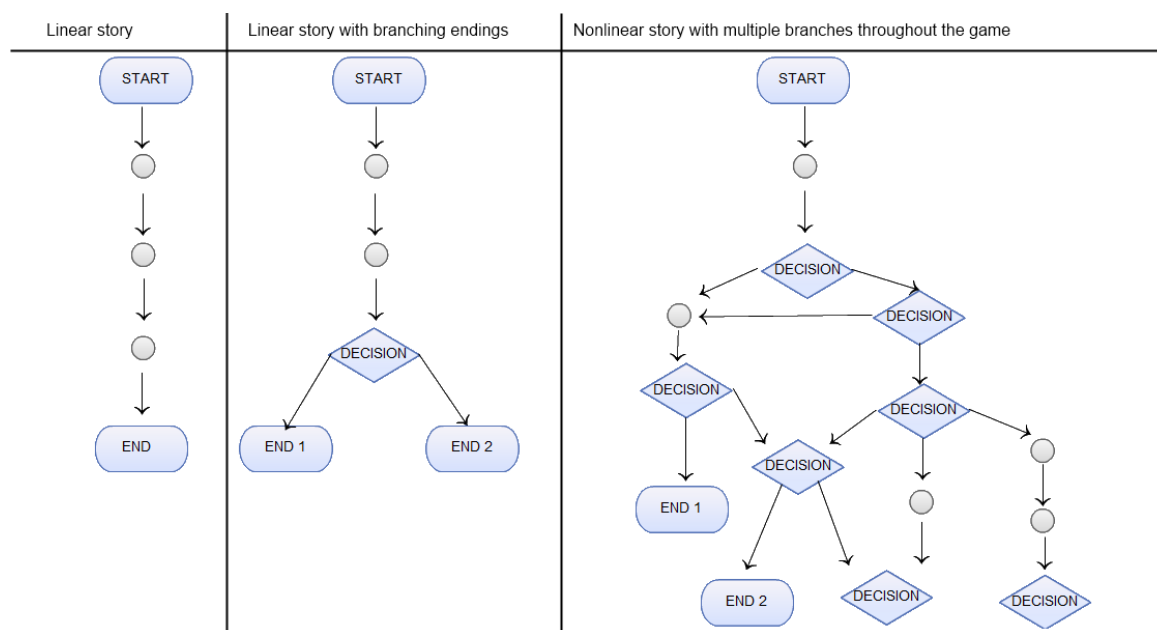 Linear story
Linear story with branching endings
Nonlinear story with multiple branches throughout the game
START
START
START
DECISION
DECISION
DECISION
DECISION
DECISION
END
END 1
END 2
DECISION
END 1
END 2
DECISION
DECISION